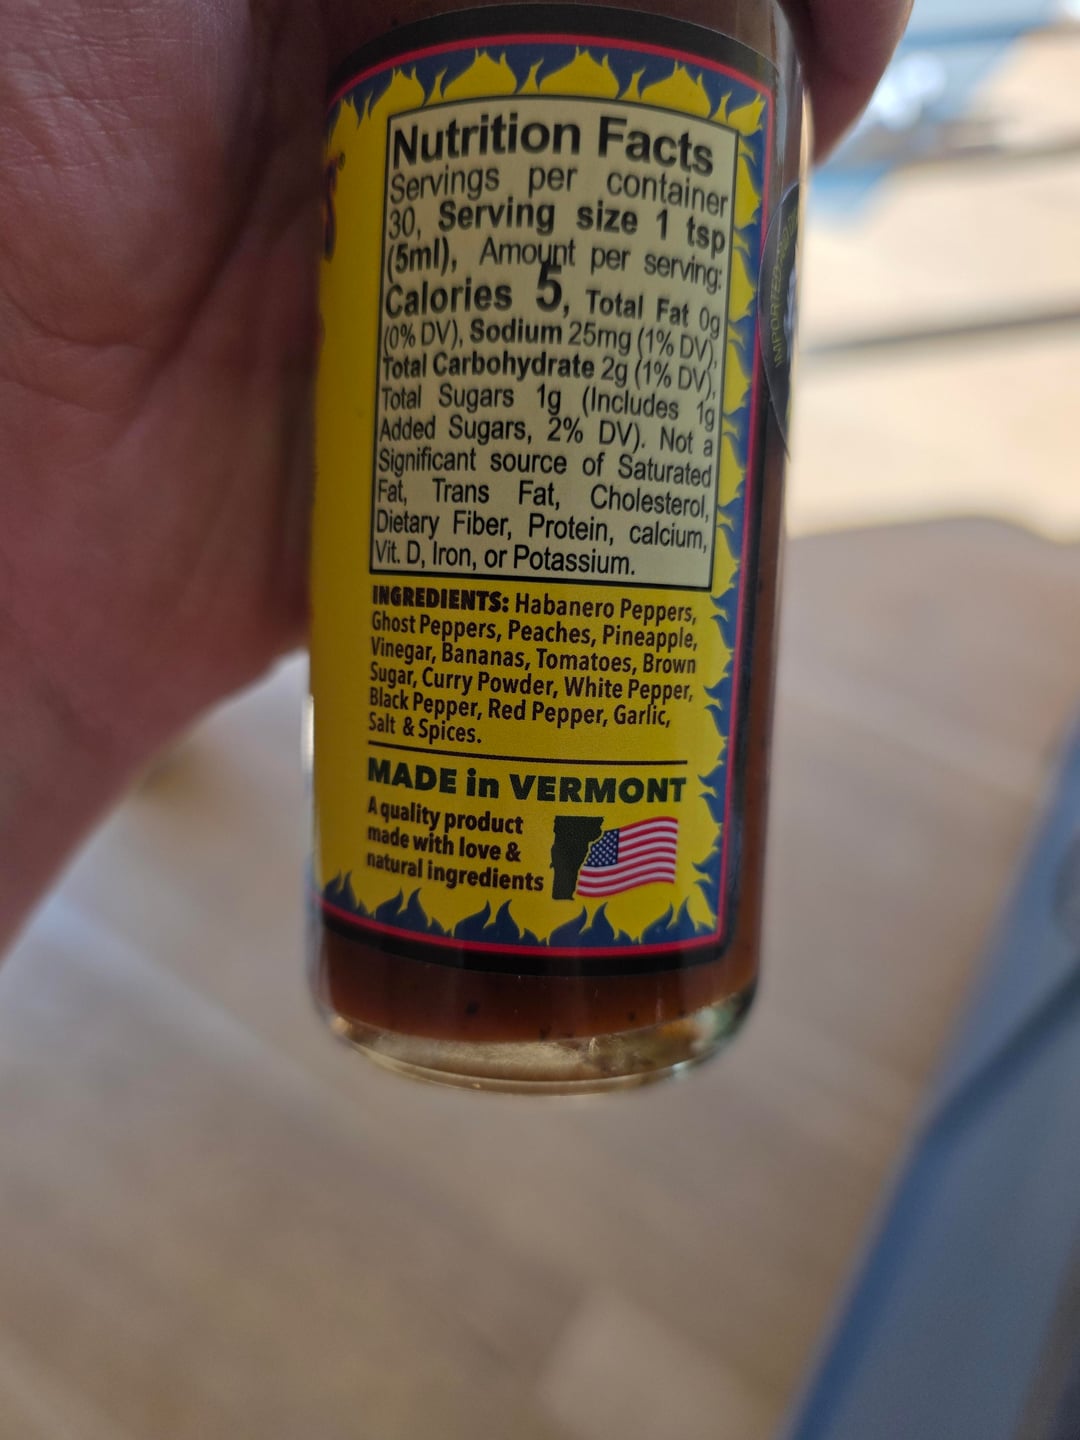 Nutrition Facts
Servings per container
30, Serving size 1 tsp
(5ml), Amount per serving:
Calories 5, Total Fat 0g
(0% DV), Sodium 25mg (1% DV),
Total Carbohydrate 2g (1% DV),
Total Sugars 1g (Includes 1g
Added Sugars, 2% DV). Not a
Significant source of Saturated
Fat, Trans Fat, Cholesterol,
Dietary Fiber, Protein, calcium,
Vit. D, Iron, or Potassium.
INGREDIENTS: Habanero Peppers,
Ghost Peppers, Peaches, Pineapple,
Vinegar, Bananas, Tomatoes, Brown
Sugar, Curry Powder, White Pepper,
Black Pepper, Red Pepper, Garlic,
Salt & Spices.
MADE in VERMONT
A quality product
made with love &
natural ingredients
IMPORTED